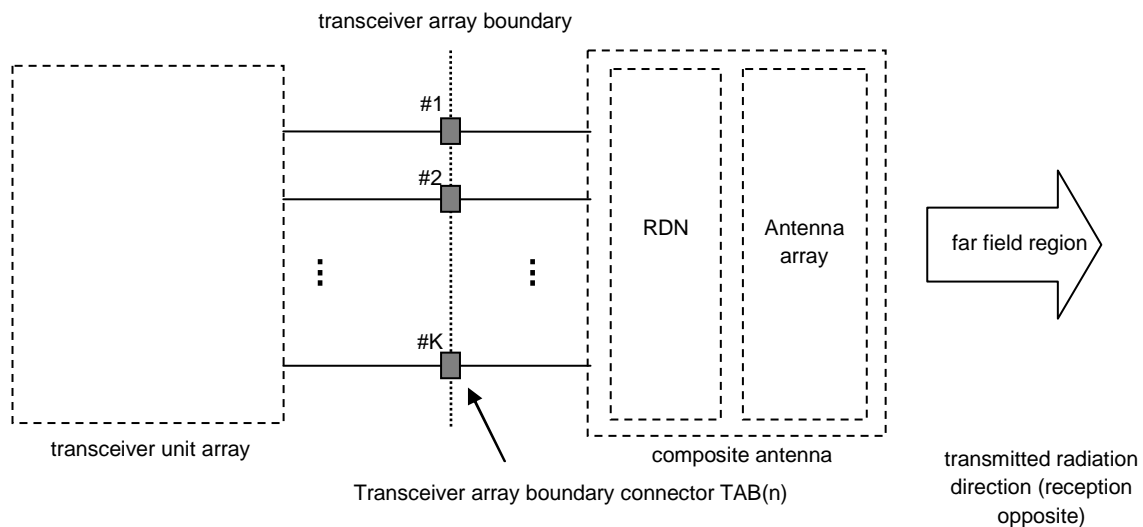 transceiver array boundary
#1
#2
RDN
Antenna
array
far field region
#K
transceiver unit array
composite antenna
Transceiver array boundary connector TAB(n)
transmitted radiation
direction (reception
opposite)